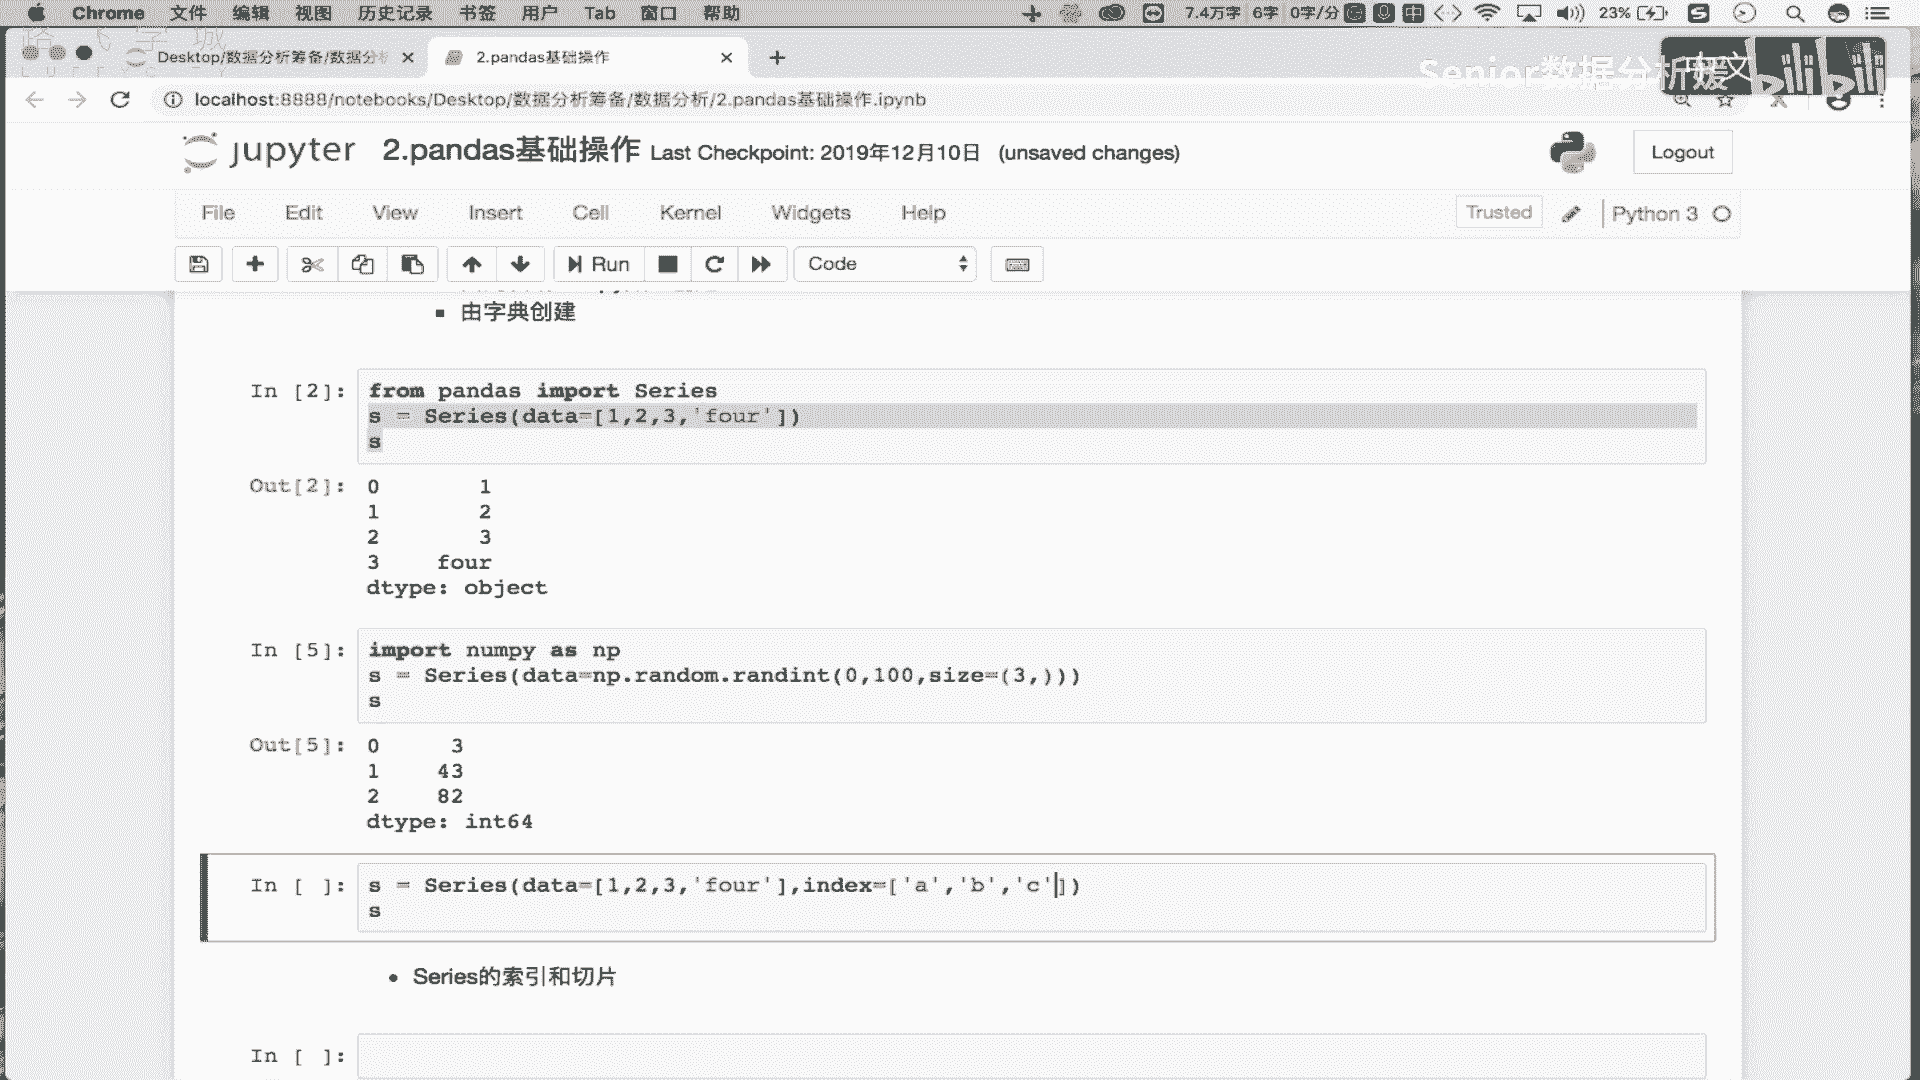 Chrome 文件 编辑 视图 历史记录 书签 用户 Tab 窗口 帮助 7.4万字 6字 0字/分 中 23%
Desktop/数据分析筹备/数据分析 2.pandas基础操作
Senior数据分析媛 bilibili
localhost:8888/notebooks/Desktop/数据分析筹备/数据分析/2.pandas基础操作.ipynb
jupyter 2.pandas基础操作 Last Checkpoint: 2019年12月10日 (unsaved changes) Logout
File Edit View Insert Cell Kernel Widgets Help Trusted Python 3
Run Code
由字典创建
In [2]: from pandas import Series
s = Series(data=[1,2,3,'four'])
s
Out[2]: 0 1
1 2
2 3
3 four
dtype: object
In [5]: import numpy as np
s = Series(data=np.random.randint(0,100,size=(3,)))
s
Out[5]: 0 3
1 43
2 82
dtype: int64
In [ ]: s = Series(data=[1,2,3,'four'],index=['a','b','c'])
s
Series的索引和切片
In [ ]: